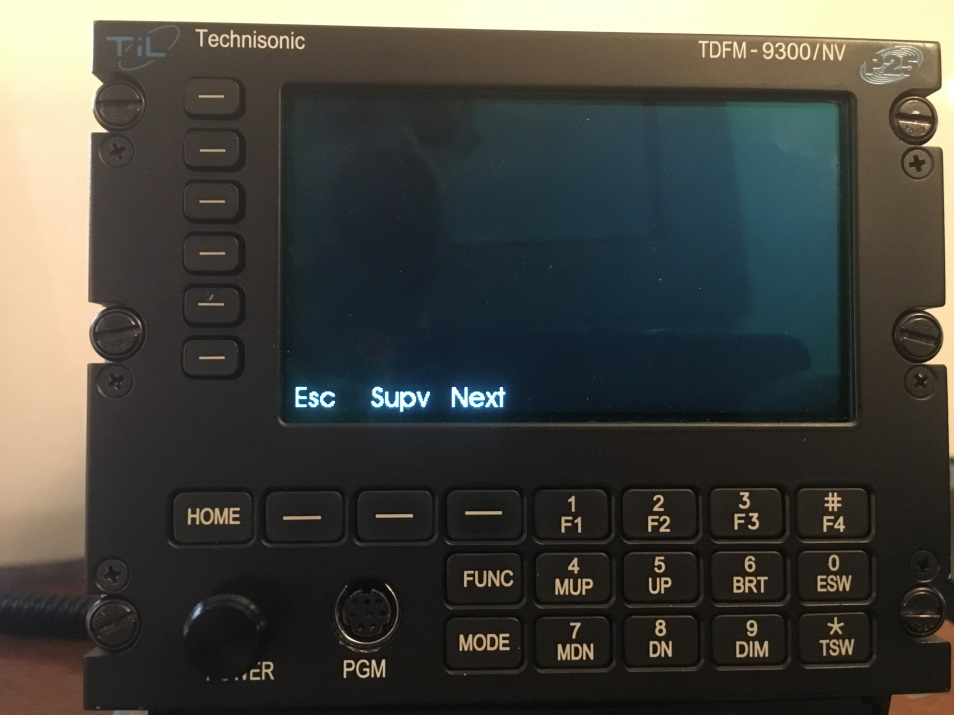 TiL Technisonic TDFM - 9300/NV P25
Esc Supv Next
HOME 1 2 3 #
F1 F2 F3 F4
FUNC 4 5 6 0
MUP UP BRT ESW
MODE 7 8 9 *
MDN DN DIM TSW
POWER PGM